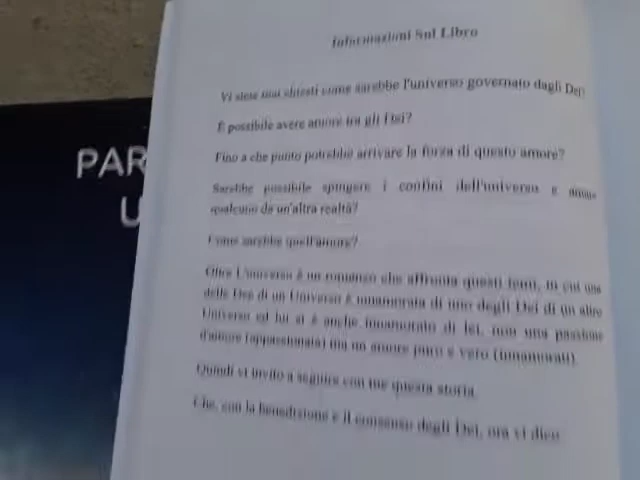 Informazioni Sul Libro
Vi siete mai chiesti come sarebbe l'universo governato dagli Dei?
È possibile avere amore tra gli Dei?
Fino a che punto potrebbe arrivare la forza di questo amore?
Sarebbe possibile spingere i confini dell'universo e amare
qualcuno da un'altra realtà?
Come sarebbe quell'amore?
Oltre L'universo è un romanzo che affronta questi temi, in cui una
delle Dee di un Universo è innamorata di uno degli Dei di un altro
Universo ed lui si è anche innamorato di lei, non una passione
d'amore (appassionata) ma un amore puro e vero (innamorati).
Quindi vi invito a seguire con me questa storia.
Che, con la benedizione e il consenso degli Dei, ora vi dico
PAR
U